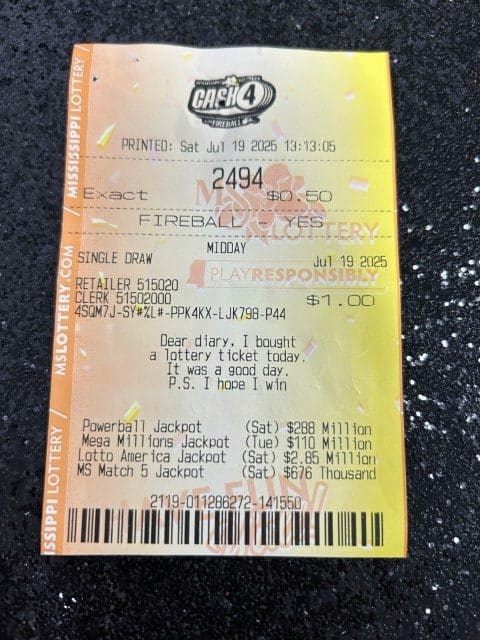 CASH 4
FIREBALL
PRINTED: Sat Jul 19 2025 13:13:05
2494
Exact $0.50
FIREBALL YES
MIDDAY
SINGLE DRAW Jul 19 2025
RETAILER 515020
CLERK 51502000 $1.00
4SQM7J-SY#%L#-PPK4KX-LJK798-P44
Dear diary, I bought
a lottery ticket today.
It was a good day.
P.S. I hope I win
Powerball Jackpot (Sat) $288 Million
Mega Millions Jackpot (Tue) $110 Million
Lotto America Jackpot (Sat) $2.85 Million
MS Match 5 Jackpot (Sat) $676 Thousand
2119-011286272-141550
MISSISSIPPI LOTTERY /
MSLOTTERY.COM /
ISSIPPI LOTTERY /
LOTTERY
PLAYRESPONSIBLY